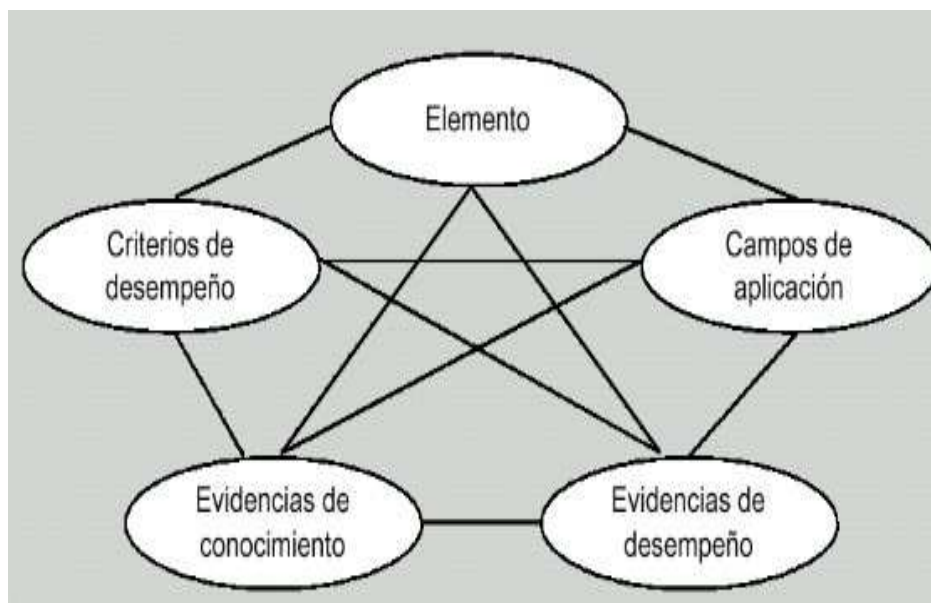 Elemento
Criterios de
desempeño
Campos de
aplicación
Evidencias de
conocimiento
Evidencias de
desempeño